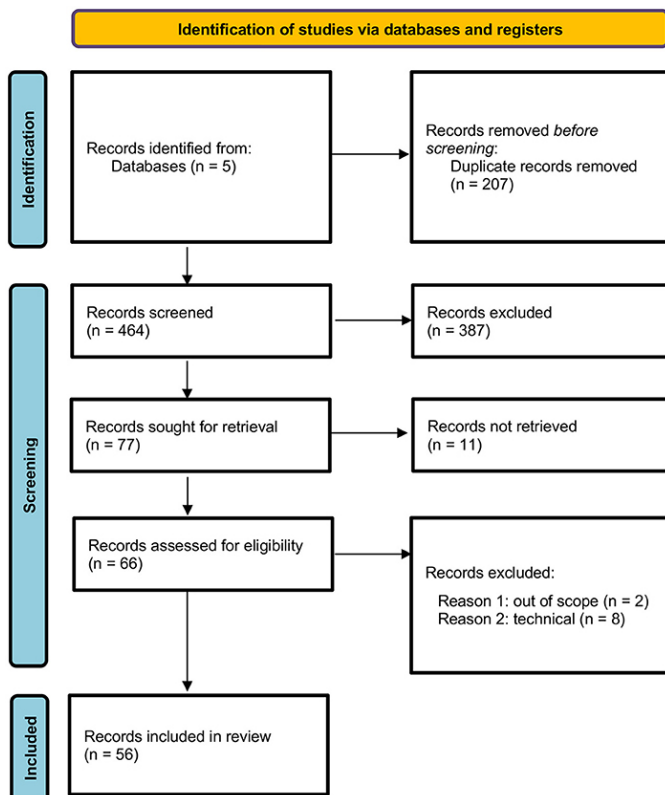 Identification of studies via databases and registers
Identification
Records identified from:
Databases (n = 5)
Records removed before
screening:
Duplicate records removed
(n = 207)
Screening
Records screened
(n = 464)
Records excluded
(n = 387)
Records sought for retrieval
(n = 77)
Records not retrieved
(n = 11)
Records assessed for eligibility
(n = 66)
Records excluded:
Reason 1: out of scope (n = 2)
Reason 2: technical (n = 8)
Included
Records included in review
(n = 56)